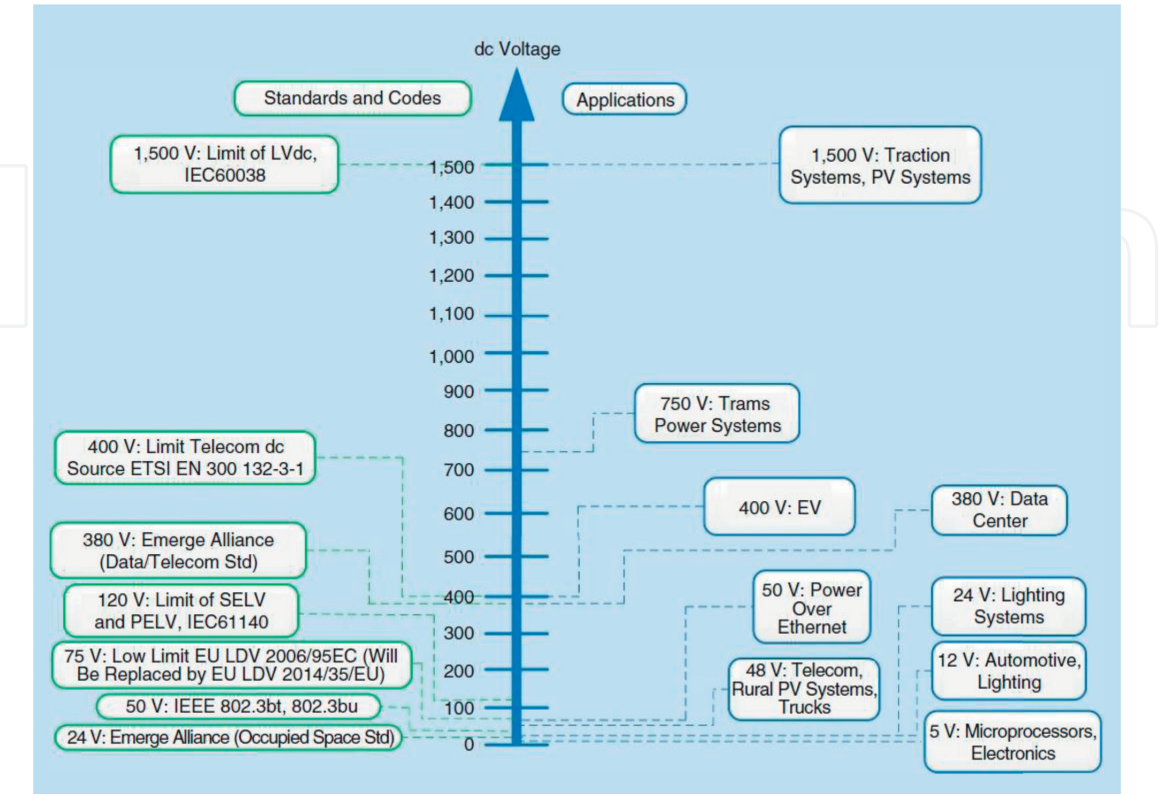 dc Voltage
Standards and Codes
Applications
1,500 V: Limit of LVdc,
IEC60038
1,500 V: Traction
Systems, PV Systems
1,500
1,400
1,300
1,200
1,100
1,000
900
800
700
600
500
400
300
200
100
0
750 V: Trams
Power Systems
400 V: Limit Telecom dc
Source ETSI EN 300 132-3-1
400 V: EV
380 V: Data
Center
380 V: Emerge Alliance
(Data/Telecom Std)
120 V: Limit of SELV
and PELV, IEC61140
50 V: Power
Over
Ethernet
24 V: Lighting
Systems
75 V: Low Limit EU LDV 2006/95EC (Will
Be Replaced by EU LDV 2014/35/EU)
48 V: Telecom,
Rural PV Systems,
Trucks
12 V: Automotive,
Lighting
50 V: IEEE 802.3bt, 802.3bu
24 V: Emerge Alliance (Occupied Space Std)
5 V: Microprocessors,
Electronics